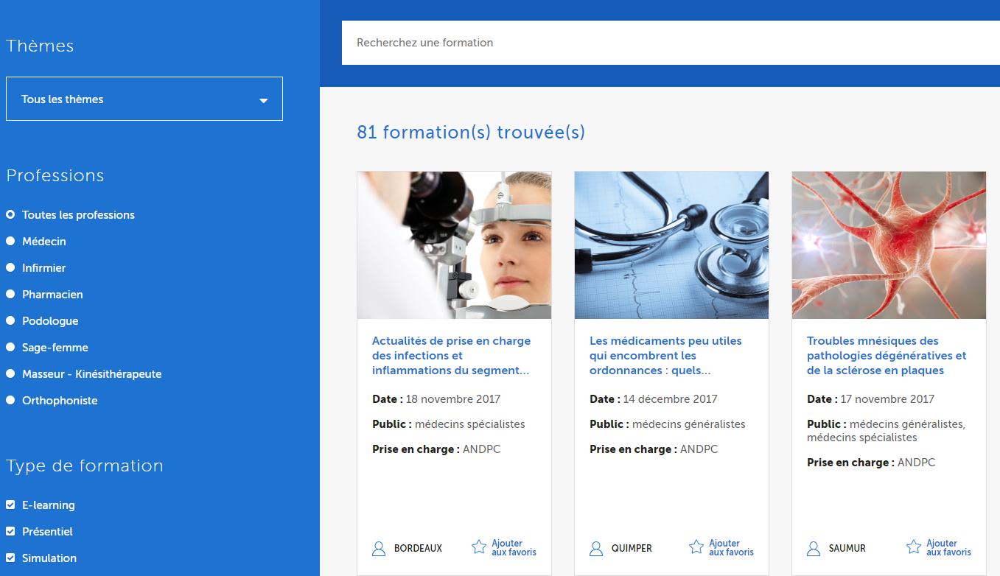 Thèmes
Tous les thèmes
Professions
Toutes les professions
Médecin
Infirmier
Pharmacien
Podologue
Sage-femme
Masseur - Kinésithérapeute
Orthophoniste
Type de formation
E-learning
Présentiel
Simulation
Recherchez une formation
81 formation(s) trouvée(s)
Actualités de prise en charge
des infections et
inflammations du segment...
Date : 18 novembre 2017
Public : médecins spécialistes
Prise en charge : ANDPC
BORDEAUX
Ajouter
aux favoris
Les médicaments peu utiles
qui encombrent les
ordonnances : quels...
Date : 14 décembre 2017
Public : médecins généralistes
Prise en charge : ANDPC
QUIMPER
Ajouter
aux favoris
Troubles mnésiques des
pathologies dégénératives et
de la sclérose en plaques
Date : 17 novembre 2017
Public : médecins généralistes,
médecins spécialistes
Prise en charge : ANDPC
SAUMUR
Ajouter
aux favoris